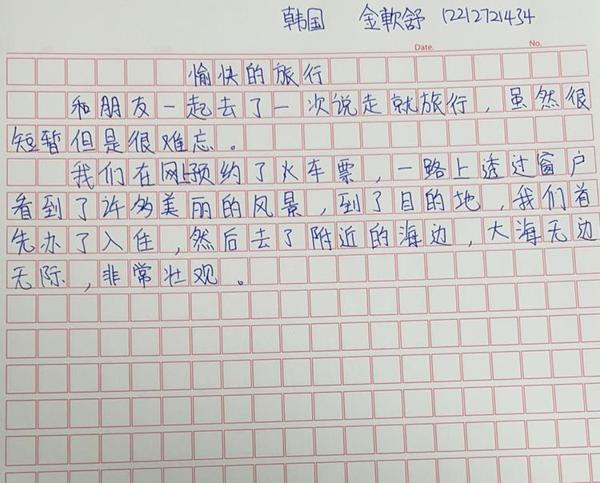 韩国 金軟舒 12212721434
Date. No.
愉快的旅行
和朋友一起去了一次说走就旅行，虽然很
短暂但是很难忘。
我们在网上预约了火车票，一路上透过窗户
看到了许多美丽的风景，到了目的地，我们首
先办了入住，然后去了附近的海边，大海无边
无际，非常壮观。